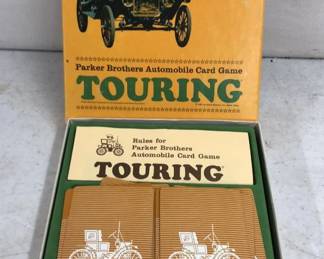 Parker Brothers Automobile Card Game
TOURING
Rules for
Parker Brothers
Automobile Card Game
TOURING